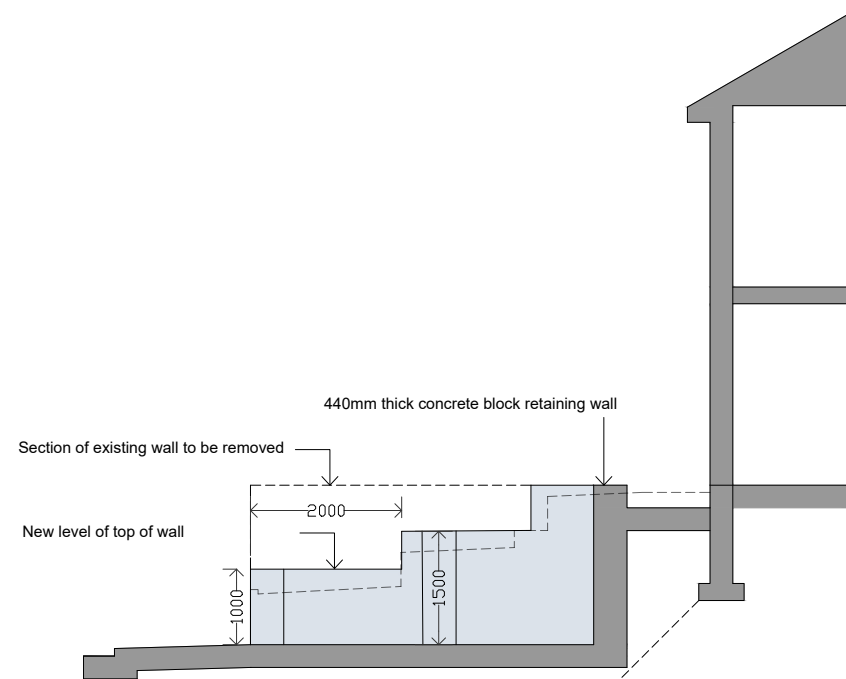 440mm thick concrete block retaining wall
Section of existing wall to be removed
2000
New level of top of wall
1000
1500